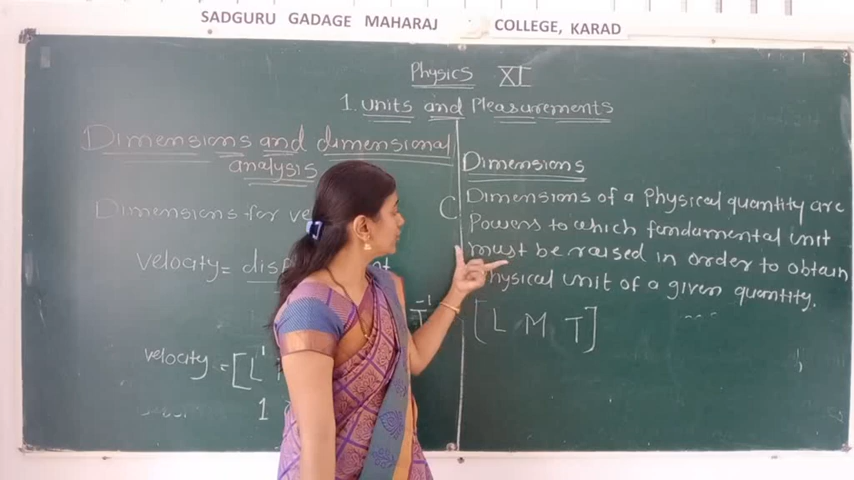 SADGURU GADAGE MAHARAJ COLLEGE, KARAD
Physics XI
1. Units and Measurements
Dimensions and dimensional
analysis
Dimensions for
velocity =
velocity = [L¹
1
C
T⁻¹
Dimensions
Dimensions of a physical quantity are
Powers to which fundamental unit
must be raised in order to obtain
physical unit of a given quantity.
[L M T]